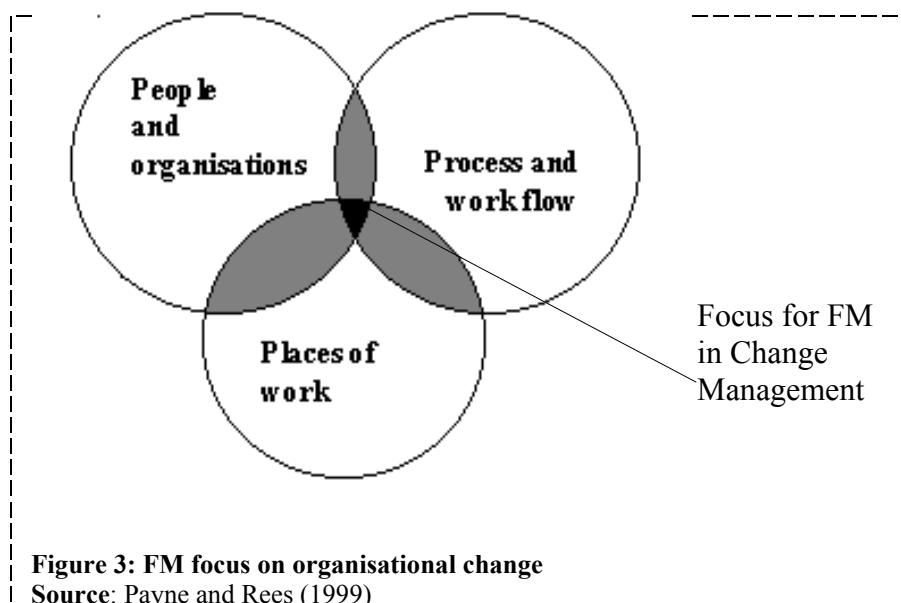 People
and
organisations
Process and
work flow
Places of
work
Focus for FM
in Change
Management
Figure 3: FM focus on organisational change
Source: Payne and Rees (1999)